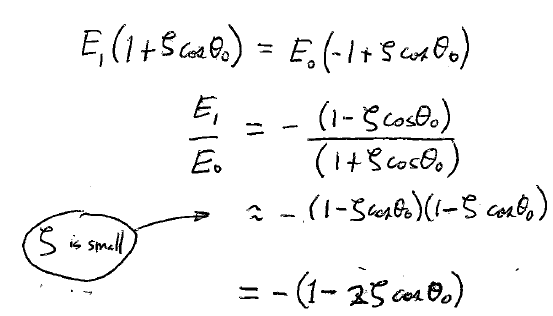 E₁(1+ζcosθ₀) = E₀(-1+ζcosθ₀)
E₁/E₀ = - (1-ζcosθ₀)/(1+ζcosθ₀)
≈ -(1-ζcosθ₀)(1-ζcosθ₀)
ζ is small
= -(1-2ζcosθ₀)